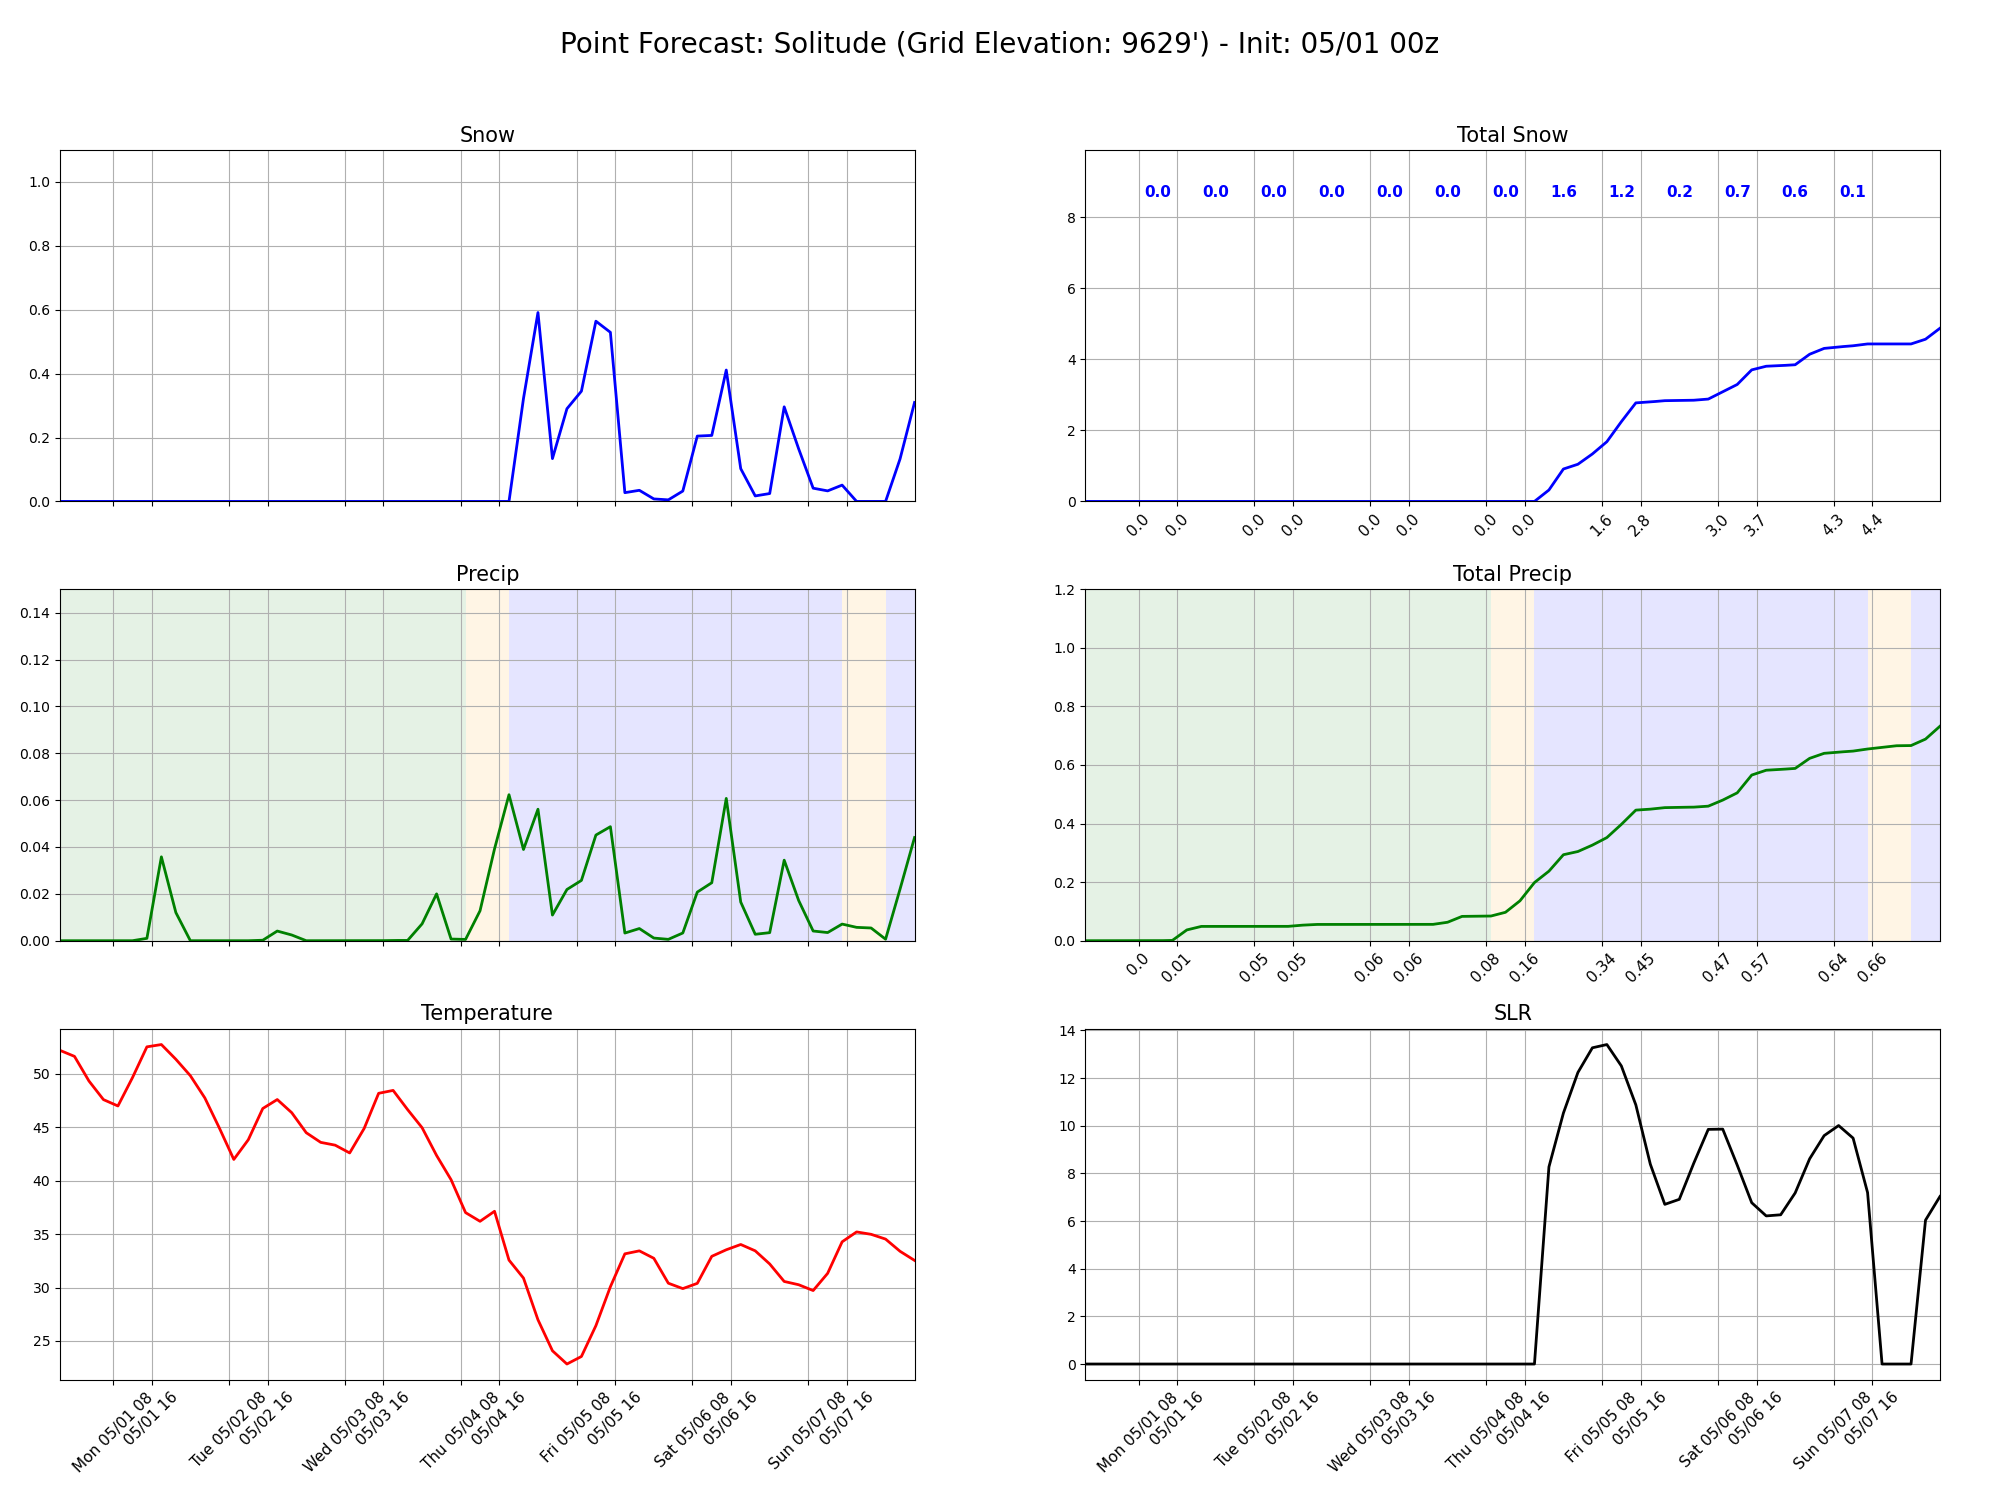 Point Forecast: Solitude (Grid Elevation: 9629') - Init: 05/01 00z
Snow
1.0
0.8
0.6
0.4
0.2
0.0
Total Snow
0.0 0.0 0.0 0.0 0.0 0.0 0.0 1.6 1.2 0.2 0.7 0.6 0.1
8
6
4
2
0
0.0 0.0 0.0 0.0 0.0 0.0 0.0 0.0 1.6 2.8 3.0 3.7 4.3 4.4
Precip
0.14
0.12
0.10
0.08
0.06
0.04
0.02
0.00
Total Precip
1.2
1.0
0.8
0.6
0.4
0.2
0.0
0.0 0.01 0.05 0.05 0.06 0.06 0.08 0.16 0.34 0.45 0.47 0.57 0.64 0.66
Temperature
50
45
40
35
30
25
Mon 05/01 08
05/01 16
Tue 05/02 08
05/02 16
Wed 05/03 08
05/03 16
Thu 05/04 08
05/04 16
Fri 05/05 08
05/05 16
Sat 05/06 08
05/06 16
Sun 05/07 08
05/07 16
SLR
14
12
10
8
6
4
2
0
Mon 05/01 08
05/01 16
Tue 05/02 08
05/02 16
Wed 05/03 08
05/03 16
Thu 05/04 08
05/04 16
Fri 05/05 08
05/05 16
Sat 05/06 08
05/06 16
Sun 05/07 08
05/07 16